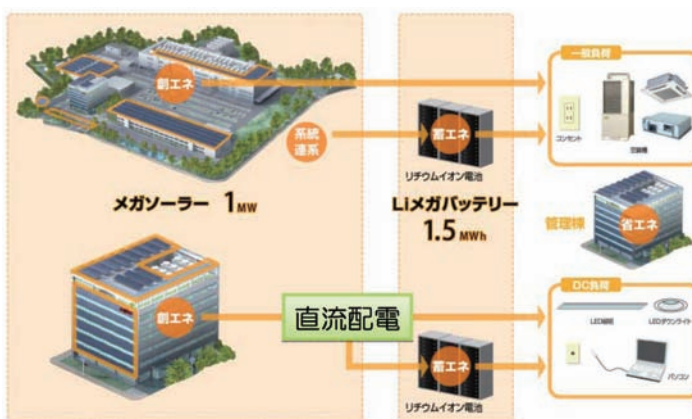 一般負荷
創エネ
系統
連系
蓄エネ
コンセント
空調機
リチウムイオン電池
メガソーラー 1MW
Liメガバッテリー
1.5 MWh
管理棟
省エネ
DC負荷
創エネ
直流配電
LED照明
LEDダウンライト
蓄エネ
パソコン
リチウムイオン電池